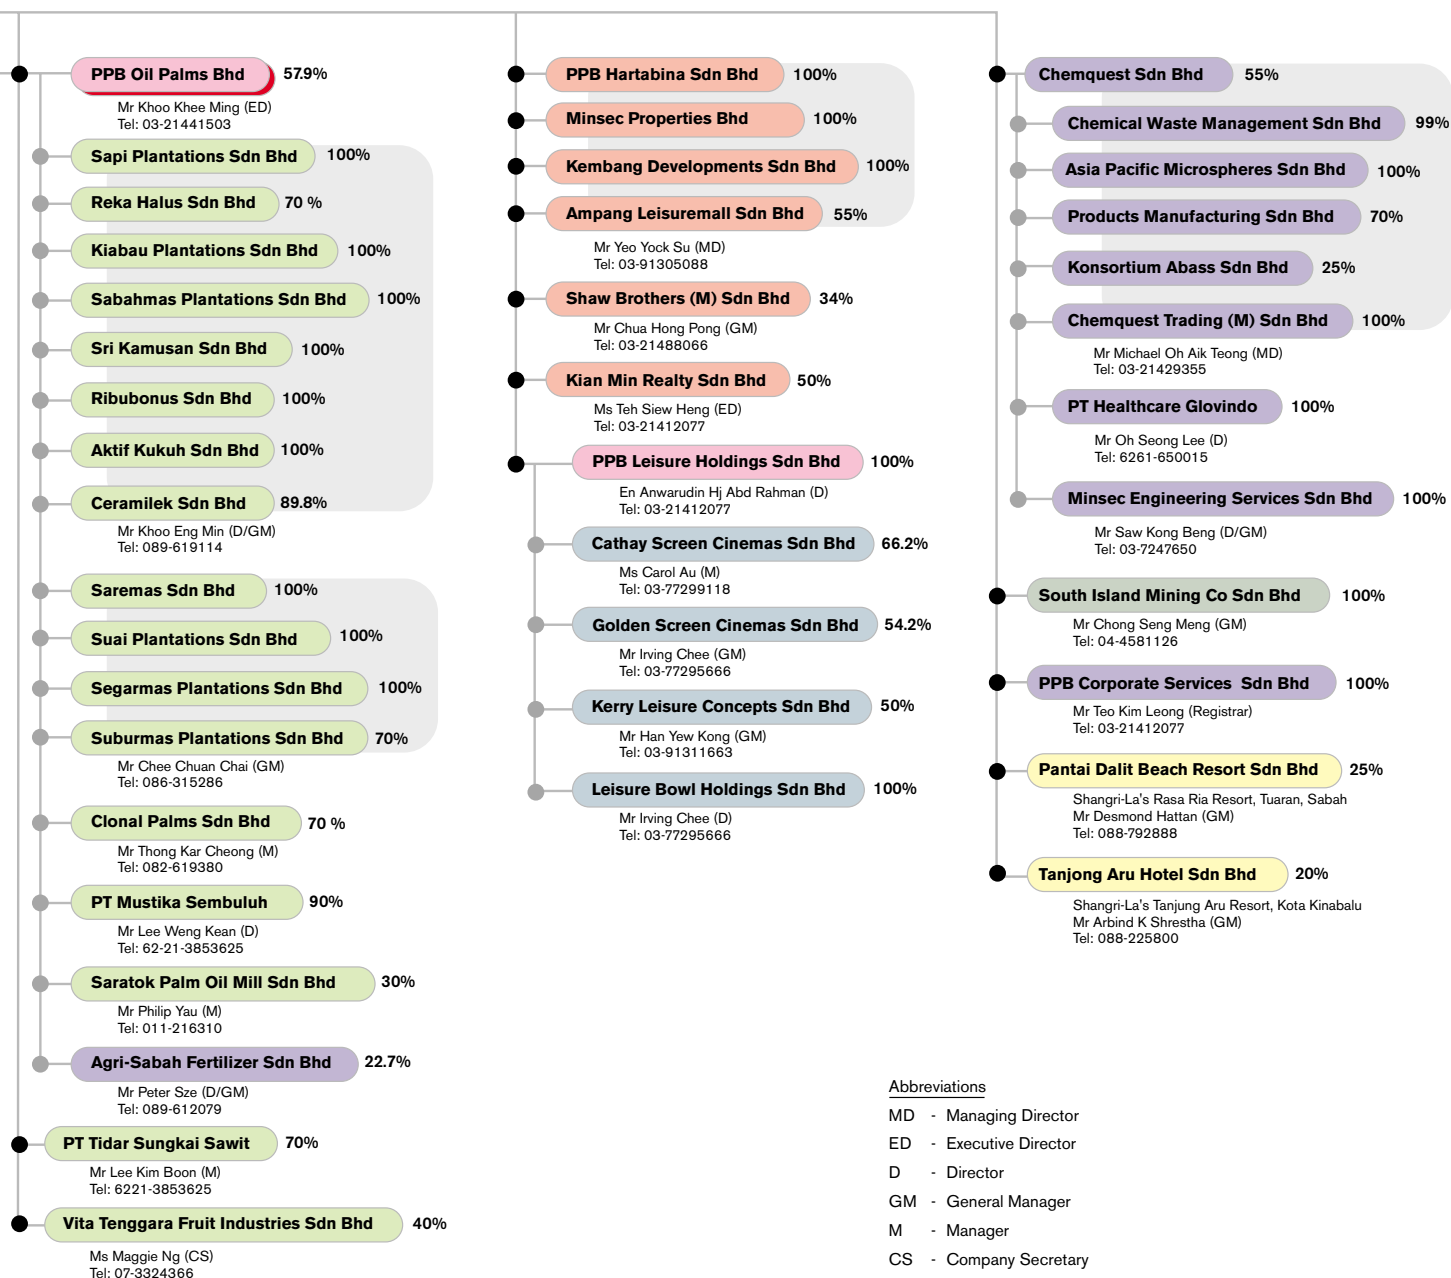 PPB Oil Palms Bhd 57.9%
Mr Khoo Khee Ming (ED)
Tel: 03-21441503
Sapi Plantations Sdn Bhd 100%
Reka Halus Sdn Bhd 70 %
Kiabau Plantations Sdn Bhd 100%
Sabahmas Plantations Sdn Bhd 100%
Sri Kamusan Sdn Bhd 100%
Ribubonus Sdn Bhd 100%
Aktif Kukuh Sdn Bhd 100%
Ceramilek Sdn Bhd 89.8%
Mr Khoo Eng Min (D/GM)
Tel: 089-619114
Saremas Sdn Bhd 100%
Suai Plantations Sdn Bhd 100%
Segarmas Plantations Sdn Bhd 100%
Suburmas Plantations Sdn Bhd 70%
Mr Chee Chuan Chai (GM)
Tel: 086-315286
Clonal Palms Sdn Bhd 70 %
Mr Thong Kar Cheong (M)
Tel: 082-619380
PT Mustika Sembuluh 90%
Mr Lee Weng Kean (D)
Tel: 62-21-3853625
Saratok Palm Oil Mill Sdn Bhd 30%
Mr Philip Yau (M)
Tel: 011-216310
Agri-Sabah Fertilizer Sdn Bhd 22.7%
Mr Peter Sze (D/GM)
Tel: 089-612079
PT Tidar Sungkai Sawit 70%
Mr Lee Kim Boon (M)
Tel: 6221-3853625
Vita Tenggara Fruit Industries Sdn Bhd 40%
Ms Maggie Ng (CS)
Tel: 07-3324366
PPB Hartabina Sdn Bhd 100%
Minsec Properties Bhd 100%
Kembang Developments Sdn Bhd 100%
Ampang Leisuremall Sdn Bhd 55%
Mr Yeo Yock Su (MD)
Tel: 03-91305088
Shaw Brothers (M) Sdn Bhd 34%
Mr Chua Hong Pong (GM)
Tel: 03-21488066
Kian Min Realty Sdn Bhd 50%
Ms Teh Siew Heng (ED)
Tel: 03-21412077
PPB Leisure Holdings Sdn Bhd 100%
En Anwarudin Hj Abd Rahman (D)
Tel: 03-21412077
Cathay Screen Cinemas Sdn Bhd 66.2%
Ms Carol Au (M)
Tel: 03-77299118
Golden Screen Cinemas Sdn Bhd 54.2%
Mr Irving Chee (GM)
Tel: 03-77295666
Kerry Leisure Concepts Sdn Bhd 50%
Mr Han Yew Kong (GM)
Tel: 03-91311663
Leisure Bowl Holdings Sdn Bhd 100%
Mr Irving Chee (D)
Tel: 03-77295666
Chemquest Sdn Bhd 55%
Chemical Waste Management Sdn Bhd 99%
Asia Pacific Microspheres Sdn Bhd 100%
Products Manufacturing Sdn Bhd 70%
Konsortium Abass Sdn Bhd 25%
Chemquest Trading (M) Sdn Bhd 100%
Mr Michael Oh Aik Teong (MD)
Tel: 03-21429355
PT Healthcare Glovindo 100%
Mr Oh Seong Lee (D)
Tel: 6261-650015
Minsec Engineering Services Sdn Bhd 100%
Mr Saw Kong Beng (D/GM)
Tel: 03-7247650
South Island Mining Co Sdn Bhd 100%
Mr Chong Seng Meng (GM)
Tel: 04-4581126
PPB Corporate Services Sdn Bhd 100%
Mr Teo Kim Leong (Registrar)
Tel: 03-21412077
Pantai Dalit Beach Resort Sdn Bhd 25%
Shangri-La's Rasa Ria Resort, Tuaran, Sabah
Mr Desmond Hattan (GM)
Tel: 088-792888
Tanjong Aru Hotel Sdn Bhd 20%
Shangri-La's Tanjung Aru Resort, Kota Kinabalu
Mr Arbind K Shrestha (GM)
Tel: 088-225800
Abbreviations
MD - Managing Director
ED - Executive Director
D - Director
GM - General Manager
M - Manager
CS - Company Secretary